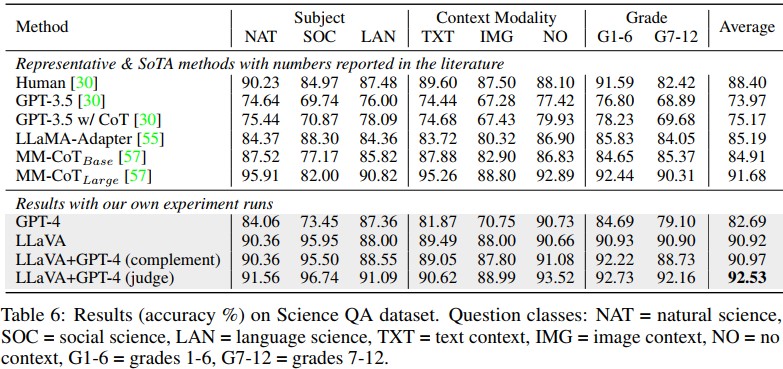 Method Subject Context Modality Grade Average
NAT SOC LAN TXT IMG NO G1-6 G7-12
Representative & SoTA methods with numbers reported in the literature
Human [30] 90.23 84.97 87.48 89.60 87.50 88.10 91.59 82.42 88.40
GPT-3.5 [30] 74.64 69.74 76.00 74.44 67.28 77.42 76.80 68.89 73.97
GPT-3.5 w/ CoT [30] 75.44 70.87 78.09 74.68 67.43 79.93 78.23 69.68 75.17
LLaMA-Adapter [55] 84.37 88.30 84.36 83.72 80.32 86.90 85.83 84.05 85.19
MM-CoTBase [57] 87.52 77.17 85.82 87.88 82.90 86.83 84.65 85.37 84.91
MM-CoTLarge [57] 95.91 82.00 90.82 95.26 88.80 92.89 92.44 90.31 91.68
Results with our own experiment runs
GPT-4 84.06 73.45 87.36 81.87 70.75 90.73 84.69 79.10 82.69
LLaVA 90.36 95.95 88.00 89.49 88.00 90.66 90.93 90.90 90.92
LLaVA+GPT-4 (complement) 90.36 95.50 88.55 89.05 87.80 91.08 92.22 88.73 90.97
LLaVA+GPT-4 (judge) 91.56 96.74 91.09 90.62 88.99 93.52 92.73 92.16 92.53
Table 6: Results (accuracy %) on Science QA dataset. Question classes: NAT = natural science,
SOC = social science, LAN = language science, TXT = text context, IMG = image context, NO = no
context, G1-6 = grades 1-6, G7-12 = grades 7-12.